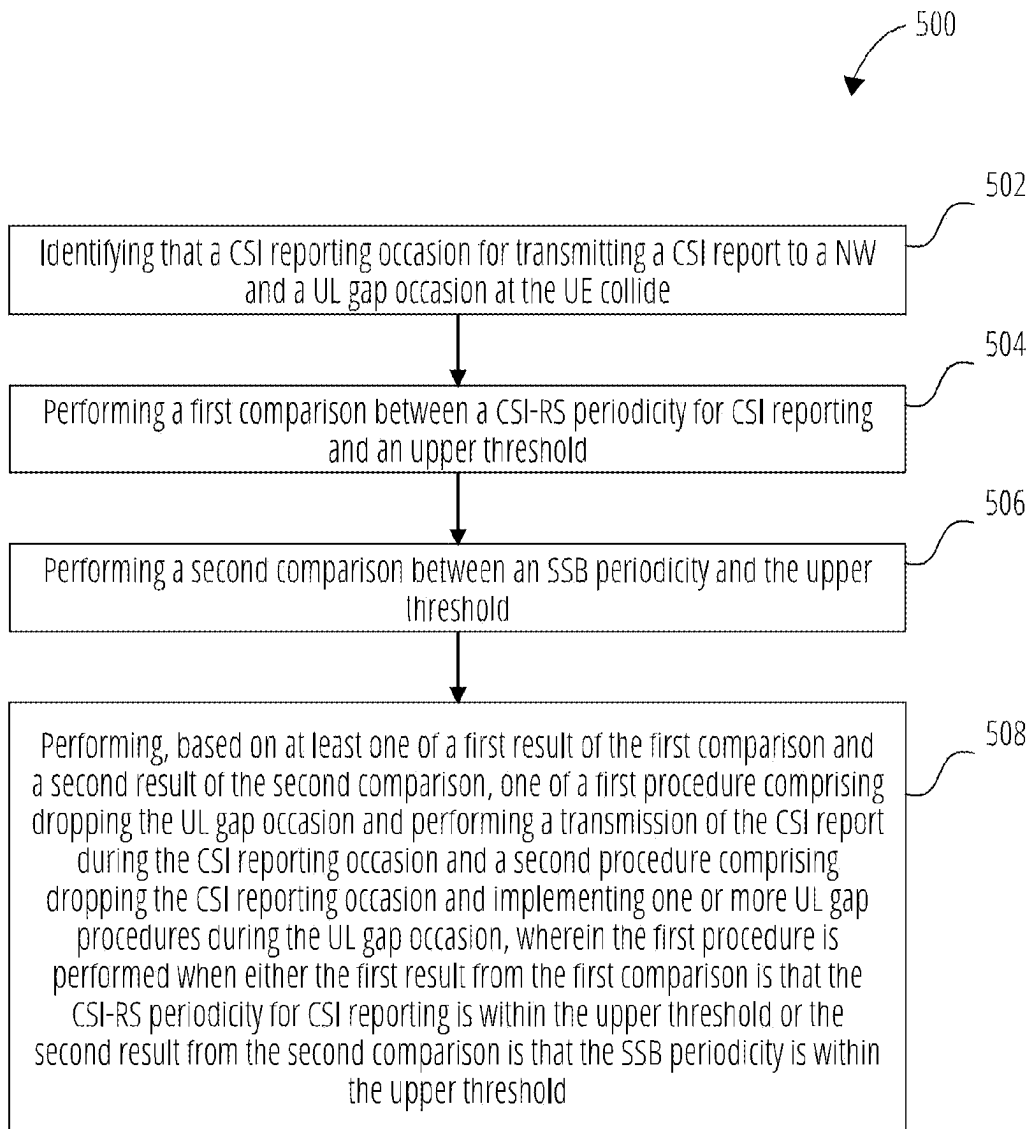 500
502
Identifying that a CSI reporting occasion for transmitting a CSI report to a NW
and a UL gap occasion at the UE collide
504
Performing a first comparison between a CSI-RS periodicity for CSI reporting
and an upper threshold
506
Performing a second comparison between an SSB periodicity and the upper
threshold
508
Performing, based on at least one of a first result of the first comparison and
a second result of the second comparison, one of a first procedure comprising
dropping the UL gap occasion and performing a transmission of the CSI report
during the CSI reporting occasion and a second procedure comprising
dropping the CSI reporting occasion and implementing one or more UL gap
procedures during the UL gap occasion, wherein the first procedure is
performed when either the first result from the first comparison is that the
CSI-RS periodicity for CSI reporting is within the upper threshold or the
second result from the second comparison is that the SSB periodicity is within
the upper threshold